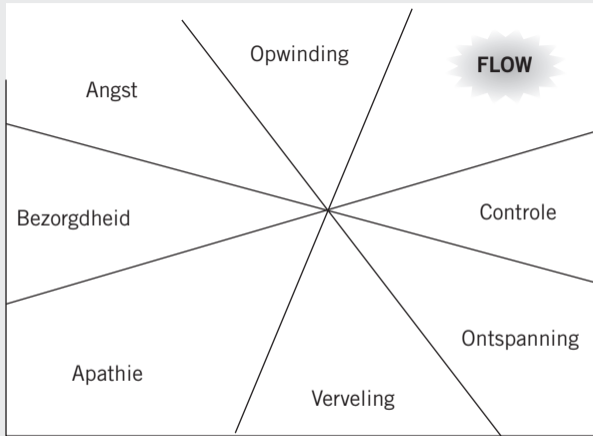 Opwinding
FLOW
Angst
Bezorgdheid
Controle
Ontspanning
Apathie
Verveling